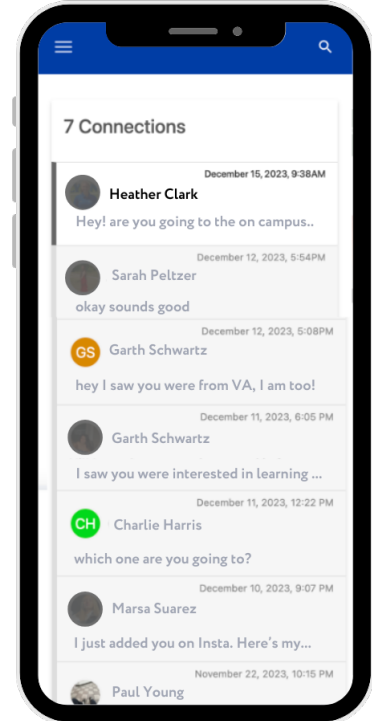 7 Connections
December 15, 2023, 9:38AM
Heather Clark
Hey! are you going to the on campus..
December 12, 2023, 5:54PM
Sarah Peltzer
okay sounds good
December 12, 2023, 5:08PM
GS Garth Schwartz
hey I saw you were from VA, I am too!
December 11, 2023, 6:05 PM
Garth Schwartz
I saw you were interested in learning ...
December 11, 2023, 12:22 PM
CH Charlie Harris
which one are you going to?
December 10, 2023, 9:07 PM
Marsa Suarez
I just added you on Insta. Here's my...
November 22, 2023, 10:15 PM
Paul Young